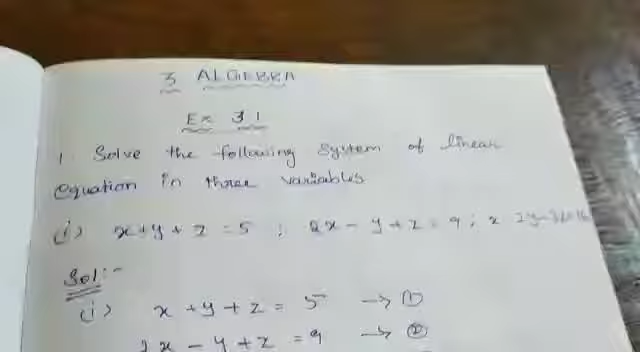 3 ALGEBRA
Ex 3 1
1. Solve the following System of linear
equation in three variables
(i) x+y+z=5 ; 2x-y+z=9 ; x
Sol:-
(i) x+y+z=5 → ①
2x-y+z=9 → ②